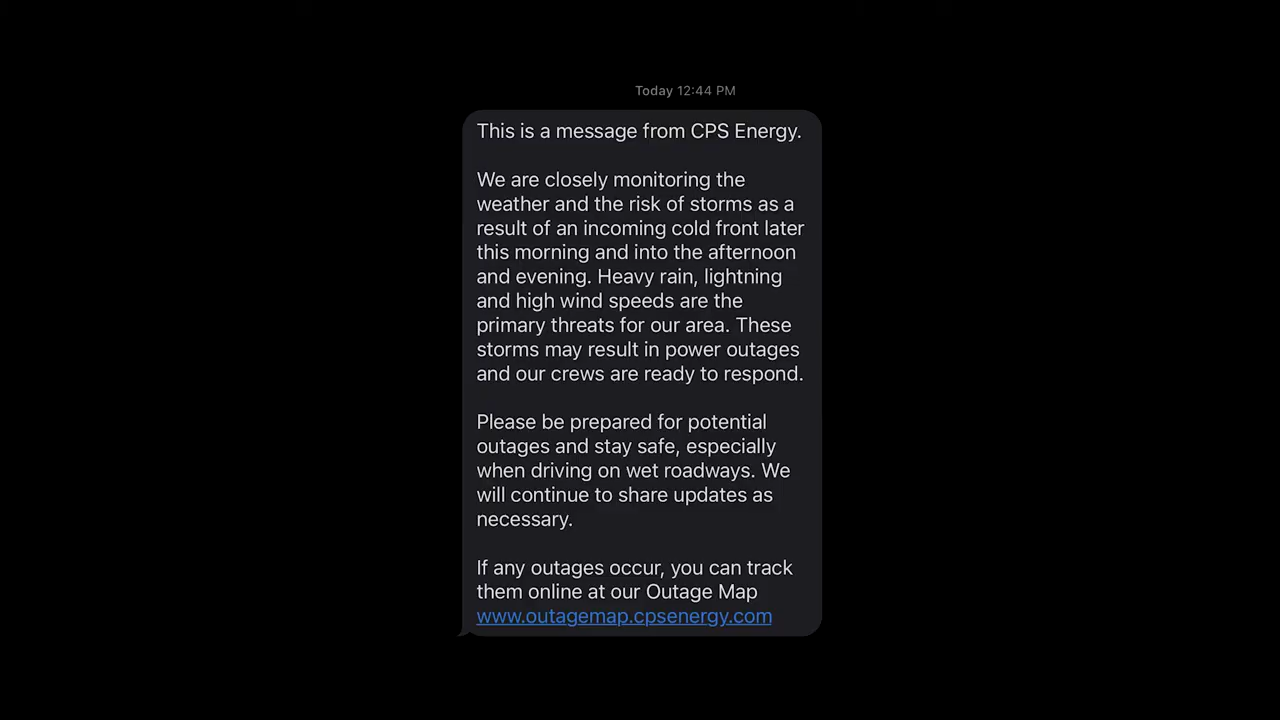 Today 12:44 PM
This is a message from CPS Energy.
We are closely monitoring the
weather and the risk of storms as a
result of an incoming cold front later
this morning and into the afternoon
and evening. Heavy rain, lightning
and high wind speeds are the
primary threats for our area. These
storms may result in power outages
and our crews are ready to respond.
Please be prepared for potential
outages and stay safe, especially
when driving on wet roadways. We
will continue to share updates as
necessary.
If any outages occur, you can track
them online at our Outage Map
www.outagemap.cpsenergy.com